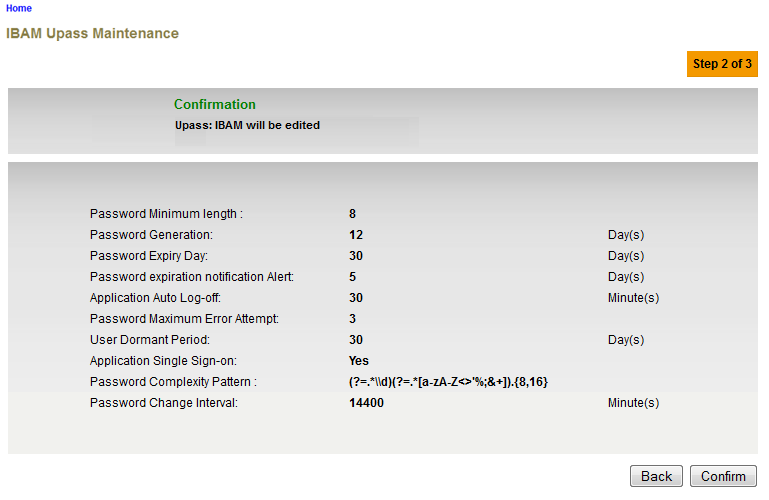 Home
IBAM Upass Maintenance
Step 2 of 3
Confirmation
Upass: IBAM will be edited
Password Minimum length : 8
Password Generation: 12 Day(s)
Password Expiry Day: 30 Day(s)
Password expiration notification Alert: 5 Day(s)
Application Auto Log-off: 30 Minute(s)
Password Maximum Error Attempt: 3
User Dormant Period: 30 Day(s)
Application Single Sign-on: Yes
Password Complexity Pattern : (?=.*\\d)(?=.*[a-zA-Z<>'%;&+]).{8,16}
Password Change Interval: 14400 Minute(s)
Back Confirm